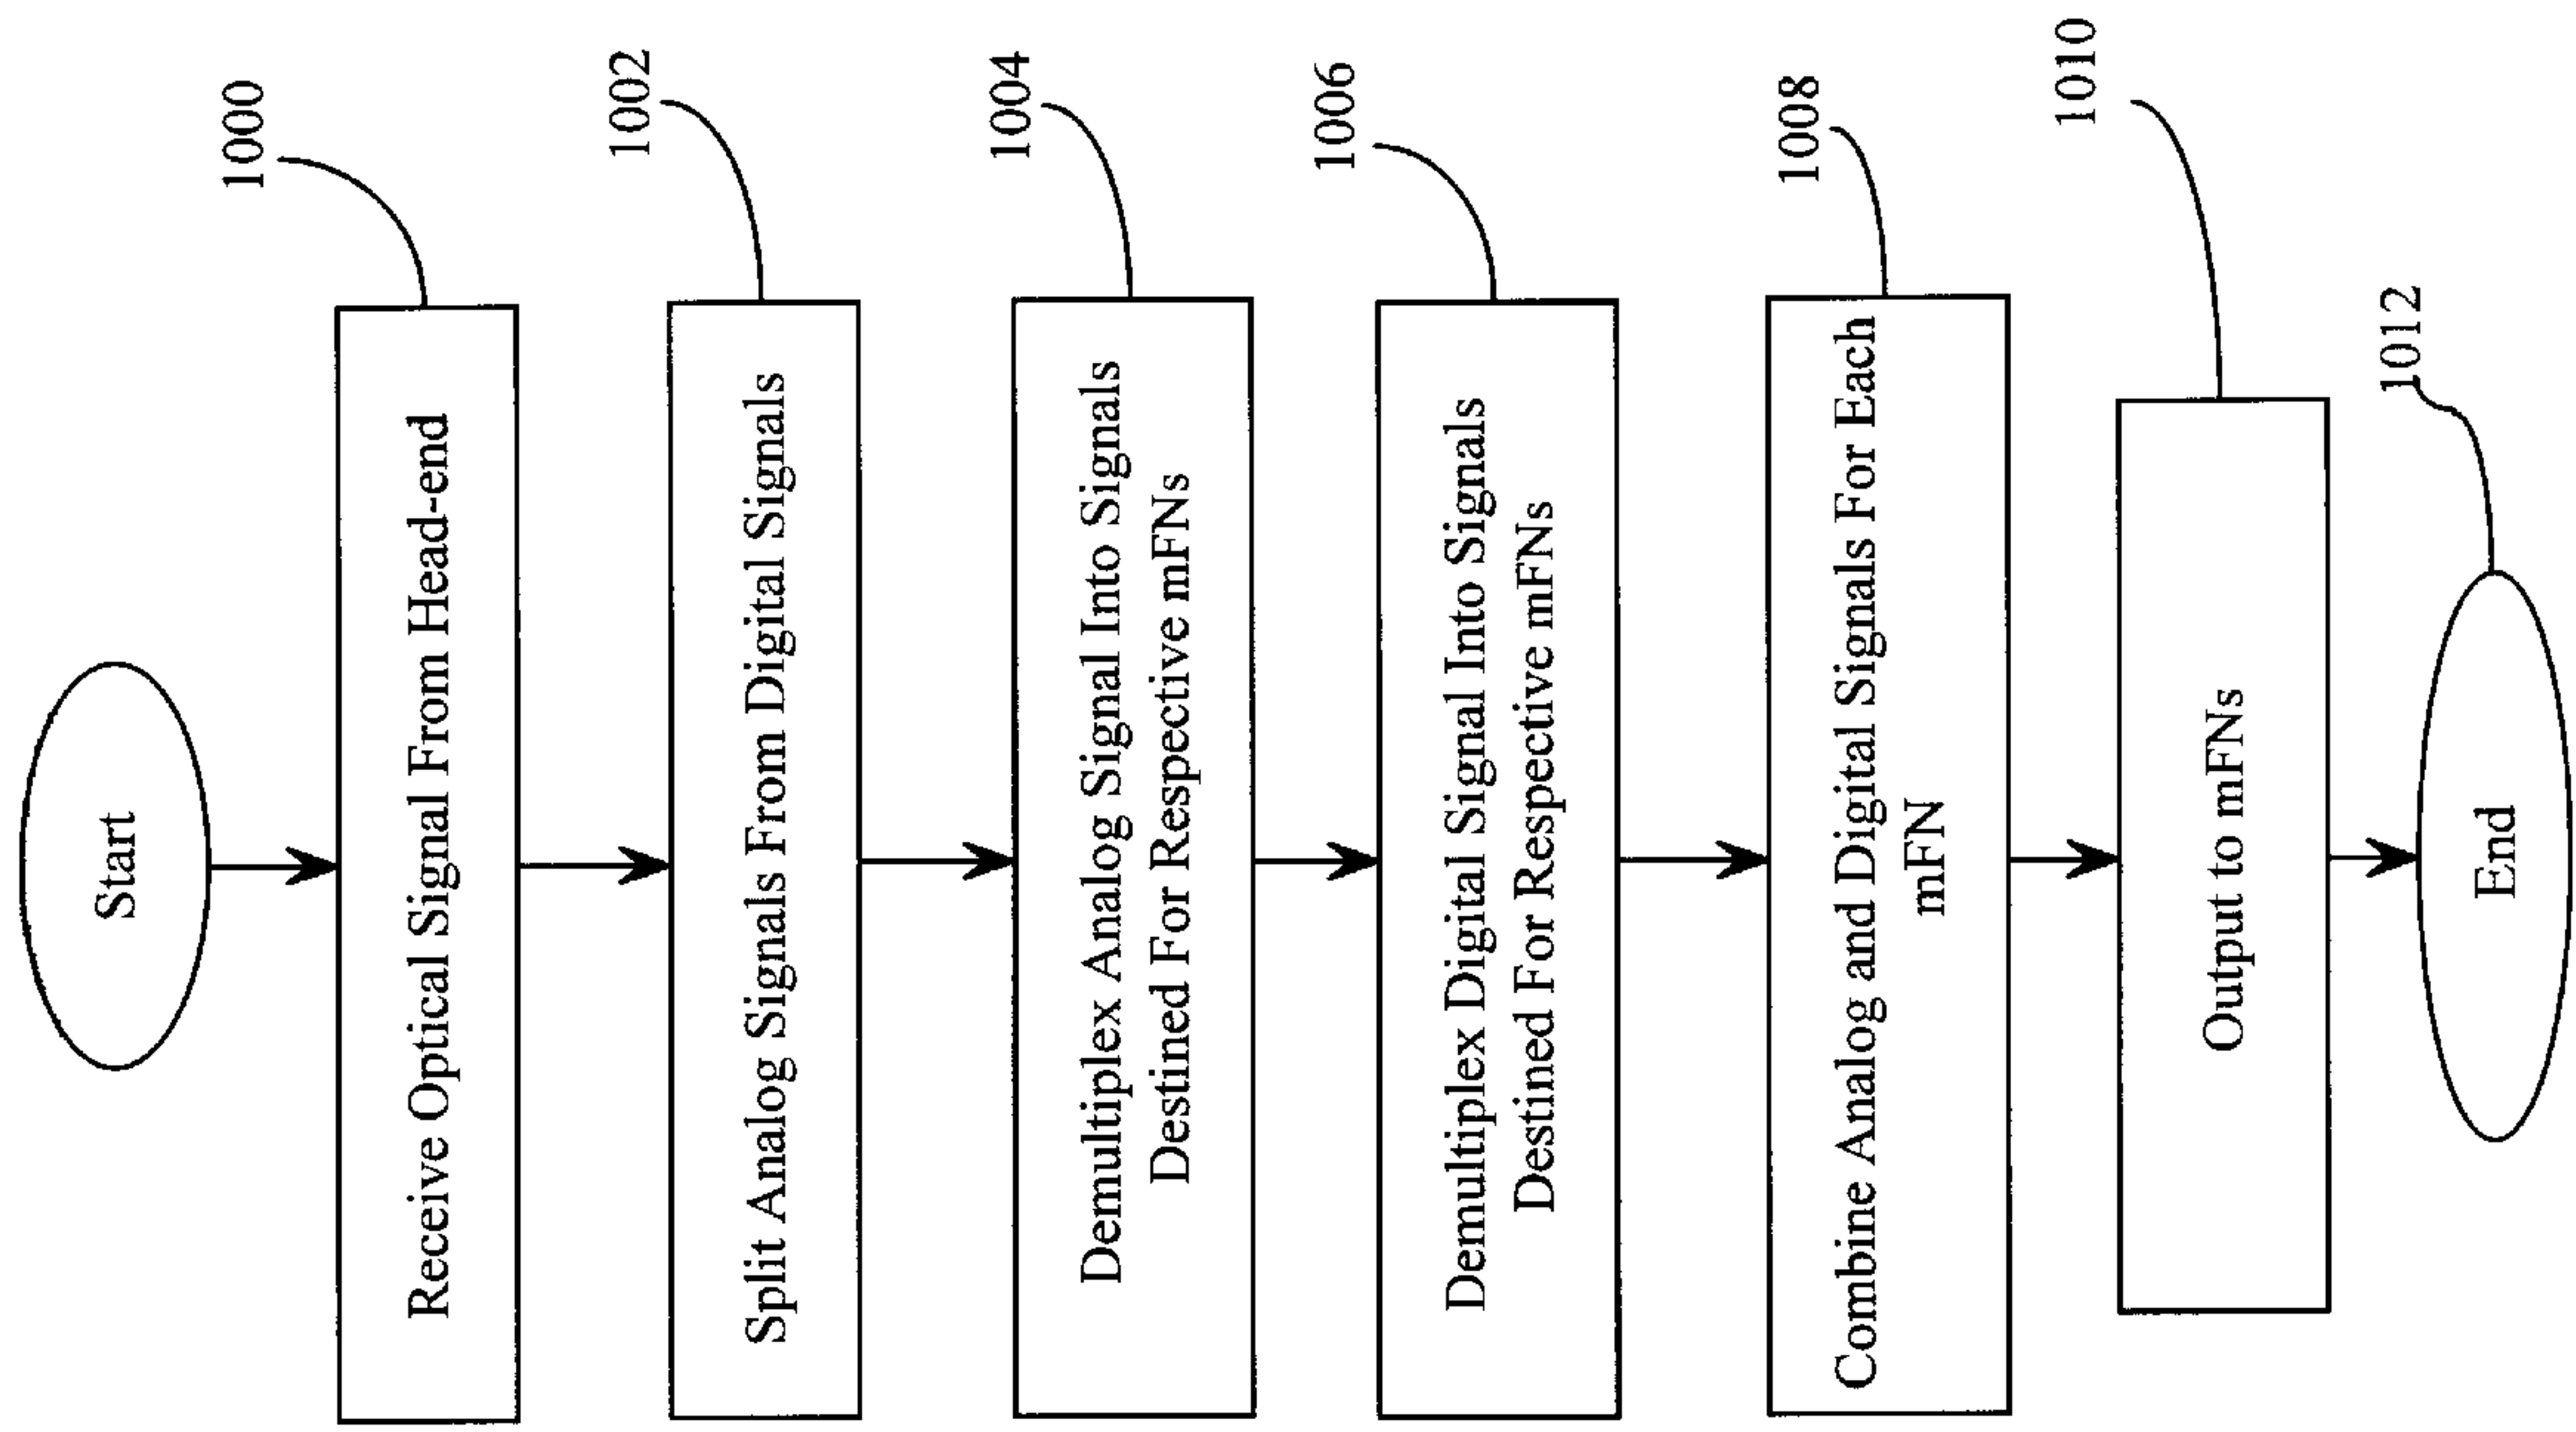 Start
1000
Receive Optical Signal From Head-end
1002
Split Analog Signals From Digital Signals
1004
Demultiplex Analog Signal Into Signals
Destined For Respective mFNs
1006
Demultiplex Digital Signal Into Signals
Destined For Respective mFNs
1008
Combine Analog and Digital Signals For Each
mFN
1010
Output to mFNs
1012
End